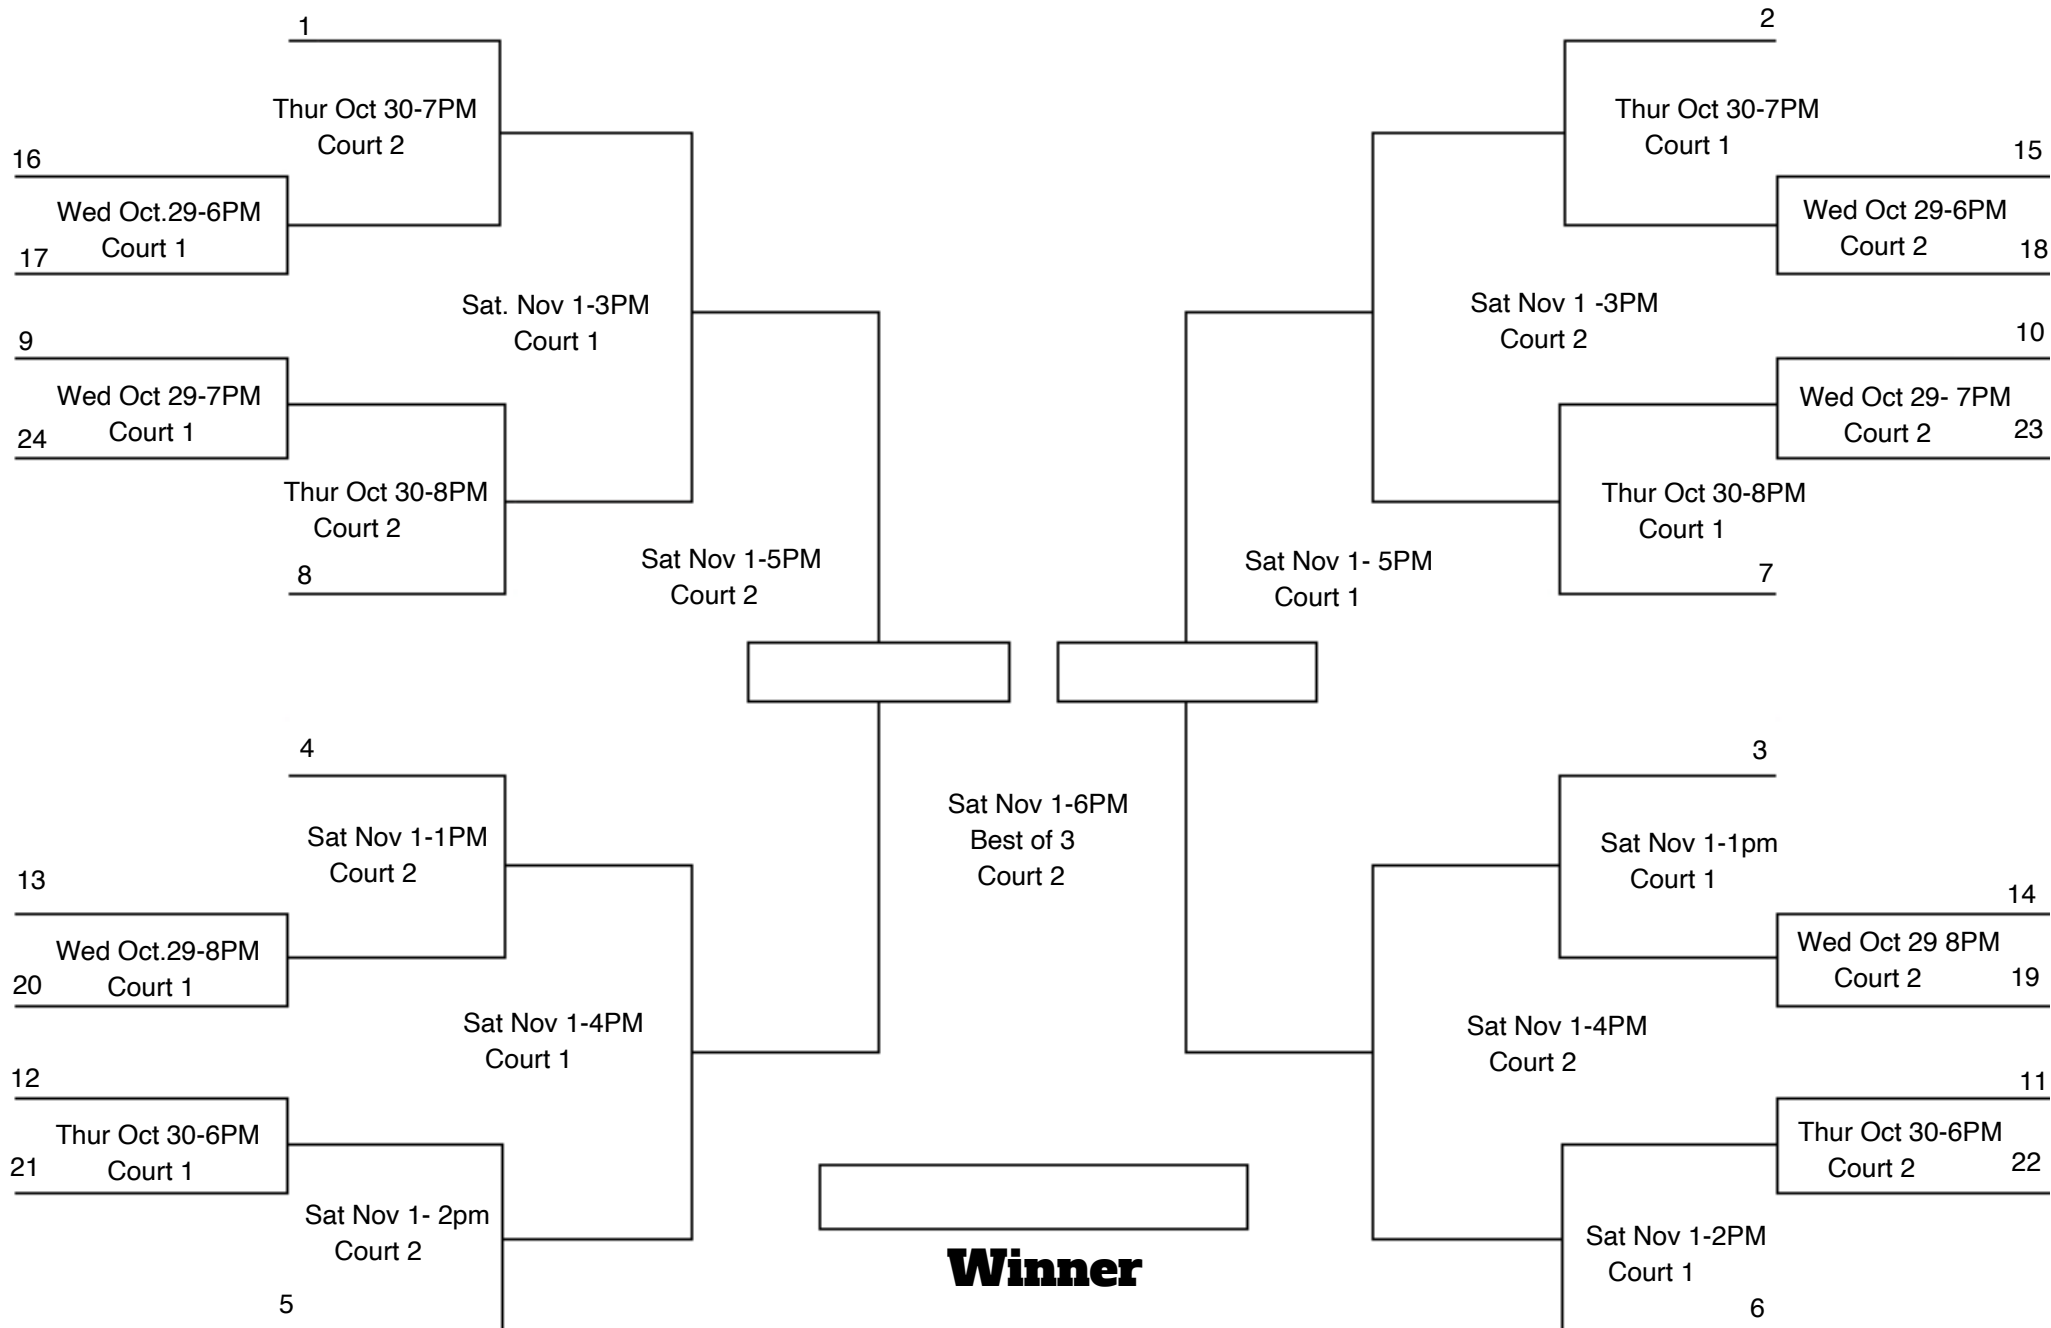 1
Thur Oct 30-7PM
Court 2
16
Wed Oct.29-6PM
Court 1
17
Sat. Nov 1-3PM
Court 1
9
Wed Oct 29-7PM
Court 1
24
Thur Oct 30-8PM
Court 2
8
Sat Nov 1-5PM
Court 2
4
Sat Nov 1-1PM
Court 2
13
Wed Oct.29-8PM
Court 1
20
Sat Nov 1-4PM
Court 1
12
Thur Oct 30-6PM
Court 1
21
Sat Nov 1- 2pm
Court 2
5
Sat Nov 1-6PM
Best of 3
Court 2
Winner
2
Thur Oct 30-7PM
Court 1
15
Wed Oct 29-6PM
Court 2
18
Sat Nov 1 -3PM
Court 2
10
Wed Oct 29- 7PM
Court 2
23
Thur Oct 30-8PM
Court 1
7
Sat Nov 1- 5PM
Court 1
3
Sat Nov 1-1pm
Court 1
14
Wed Oct 29 8PM
Court 2
19
Sat Nov 1-4PM
Court 2
11
Thur Oct 30-6PM
Court 2
22
Sat Nov 1-2PM
Court 1
6